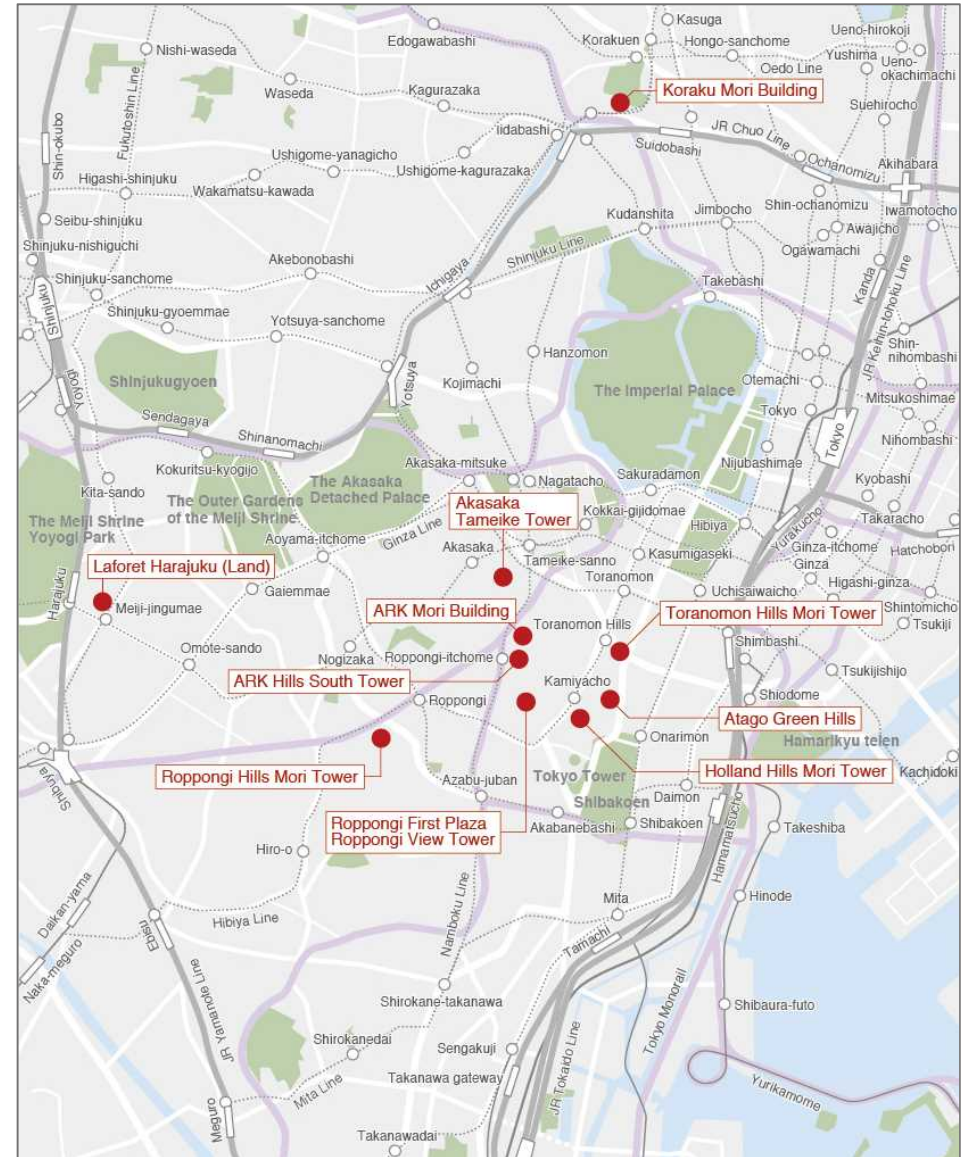 Kasuga
Edogawabashi
Korakuen
Hongo-sanchome
Ueno-hirokoji
Nishi-waseda
Oedo Line
Yushima
Ueno-
okachimachi
Waseda
Kagurazaka
Koraku Mori Building
Suehirocho
Fukutoshin Line
Shin-okubo
Iidabashi
JR Chuo Line
Suidobashi
Ochanomizu
Akihabara
Ushigome-yanagicho
Ushigome-kagurazaka
Higashi-shinjuku
Wakamatsu-kawada
Shin-ochanomizu
Iwamotocho
Seibu-shinjuku
Kudanshita
Jimbocho
Awajicho
Ogawamachi
Shinjuku-nishiguchi
Akebonobashi
Shinjuku Line
Ichigaya
Shinjuku-sanchome
Takebashi
Kanda
JR Keihin-tohoku Line
Shinjuku
Shinjuku-gyoemmae
Yotsuya-sanchome
Shin-
nihombashi
Hanzomon
Otemachi
Mitsukoshimae
Shinjukugyoen
Yotsuya
Kojimachi
The Imperial Palace
Tokyo
Tokyo
Nihombashi
Yoyogi
Sendagaya
Shinanomachi
Kokuritsu-kyogijo
Akasaka-mitsuke
Nagatacho
Sakuradamon
Nijubashimae
Kyobashi
Kita-sando
The Outer Gardens
of the Meiji Shrine
The Akasaka
Detached Palace
Akasaka
Tameike Tower
Kokkai-gijidomae
Hibiya
Yurakucho
Takaracho
The Meiji Shrine
Yoyogi Park
Aoyama-itchome
Ginza Line
Akasaka
Tameike-sanno
Kasumigaseki
Ginza-itchome
Hatchobori
Ginza
Laforet Harajuku (Land)
Toranomon
Uchisaiwaicho
Higashi-ginza
Harajuku
Meiji-jingumae
Gaiemmae
ARK Mori Building
Toranomon Hills
Toranomon Hills Mori Tower
Shintomicho
Tsukiji
Shimbashi
Omote-sando
Nogizaka
Roppongi-itchome
Tsukijishijo
ARK Hills South Tower
Kamiyacho
Shiodome
Roppongi
Atago Green Hills
Onarimon
Hamarikyu teien
Roppongi Hills Mori Tower
Tokyo Tower
Holland Hills Mori Tower
Kachidoki
Shibuya
Azabu-juban
Shibakoen
Daimon
Hamamatsucho
Roppongi First Plaza
Roppongi View Tower
Akabanebashi
Shibakoen
Takeshiba
Hiro-o
Daikan-yama
Ebisu
Hibiya Line
Namboku Line
Mita
Hinode
Tamachi
Naka-meguro
Shirokane-takanawa
Tokyo Monorail
Shibaura-futo
JR Yamanote Line
Shirokanedai
Sengakuji
JR Tokaido Line
Mita Line
Takanawa gateway
Yurikamome
Meguro
Takanawadai